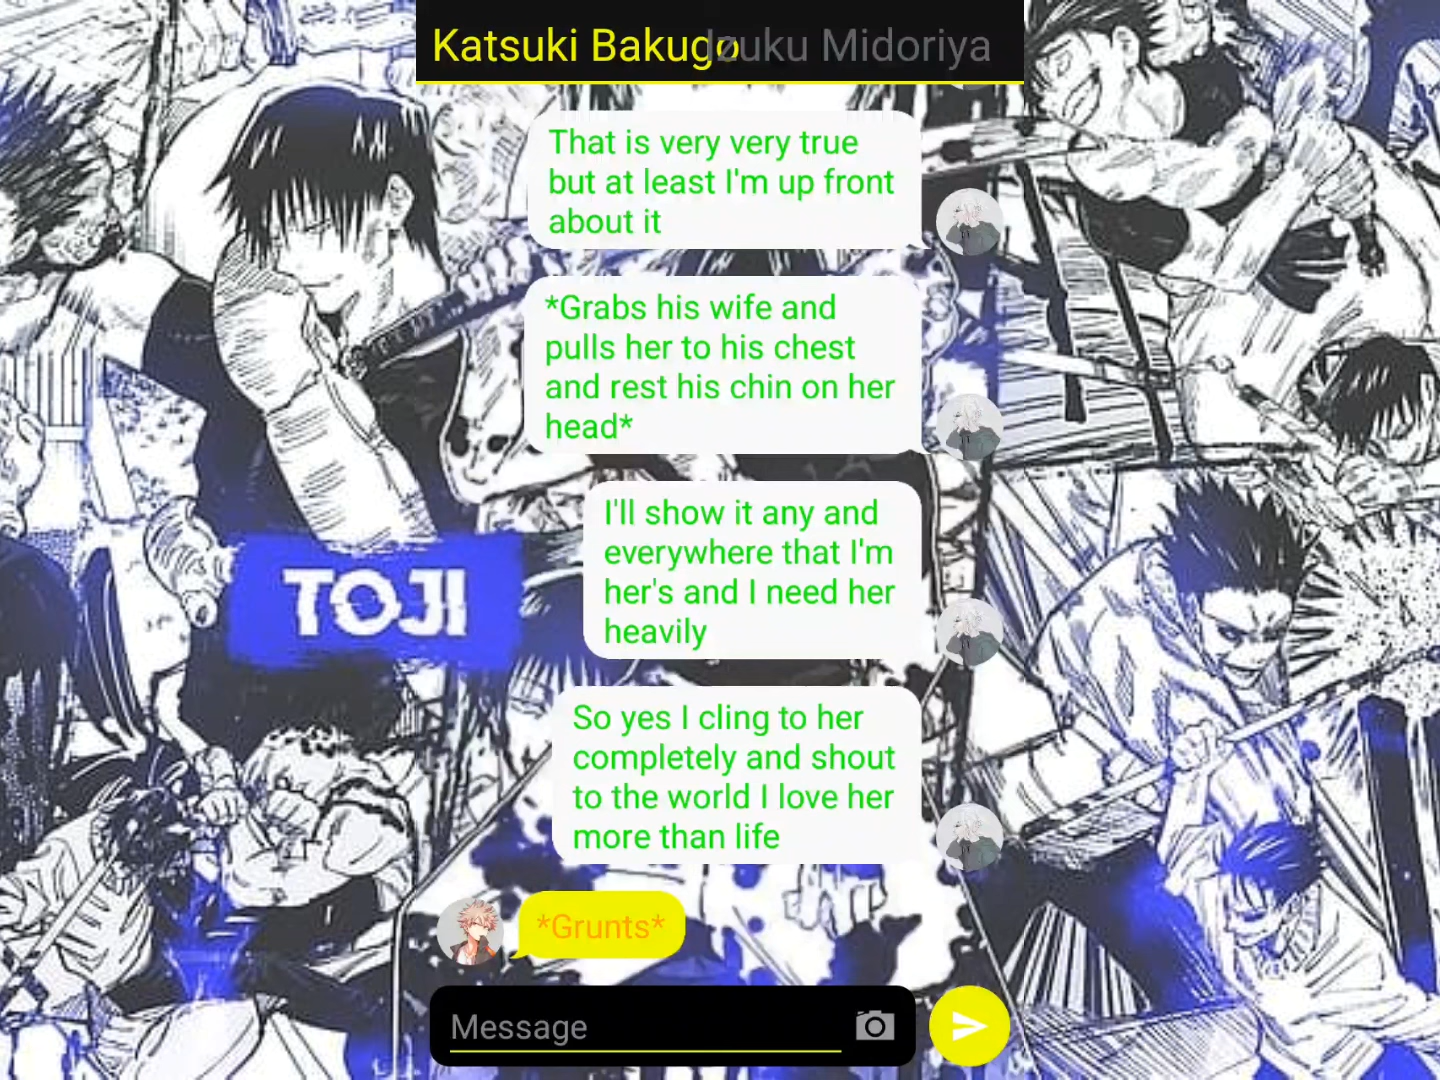 Katsuki Bakugo
Izuku Midoriya
That is very very true
but at least I'm up front
about it
*Grabs his wife and
pulls her to his chest
and rest his chin on her
head*
I'll show it any and
everywhere that I'm
her's and I need her
heavily
TOJI
So yes I cling to her
completely and shout
to the world I love her
more than life
*Grunts*
Message